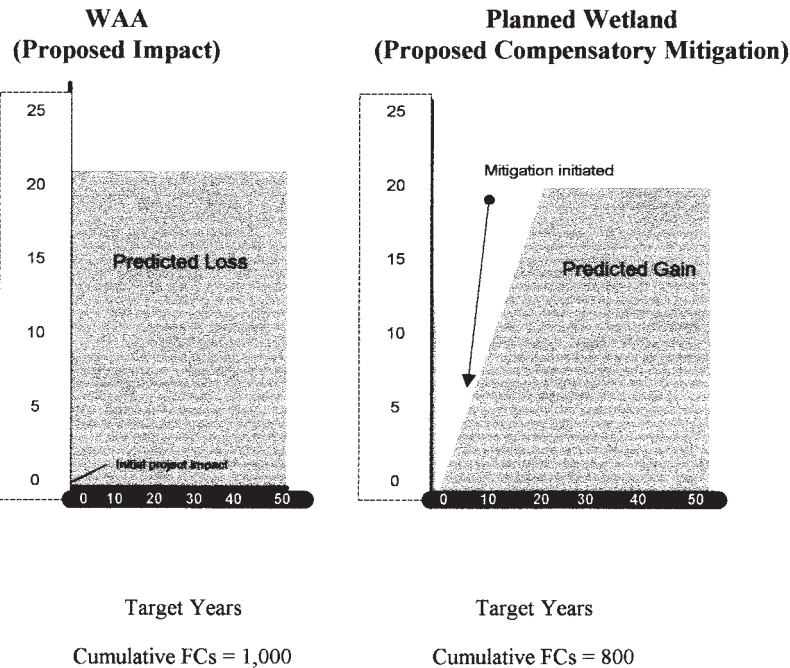 WAA
(Proposed Impact)
25
20
15
10
5
0
Predicted Loss
Initial project impact
0 10 20 30 40 50
Target Years
Cumulative FCs = 1,000
Planned Wetland
(Proposed Compensatory Mitigation)
25
20
15
10
5
0
Mitigation initiated
Predicted Gain
0 10 20 30 40 50
Target Years
Cumulative FCs = 800